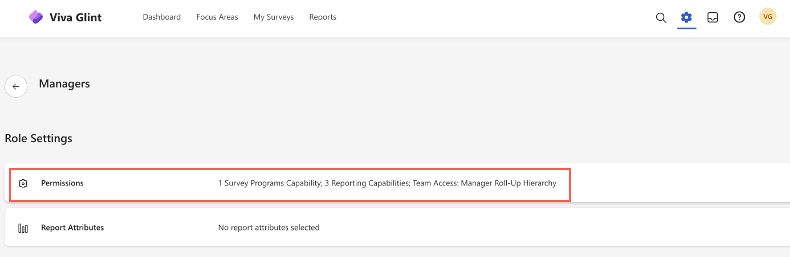 Viva Glint
Dashboard
Focus Areas
My Surveys
Reports
VG
Managers
Role Settings
Permissions
1 Survey Programs Capability; 3 Reporting Capabilities; Team Access: Manager Roll-Up Hierarchy
Report Attributes
No report attributes selected